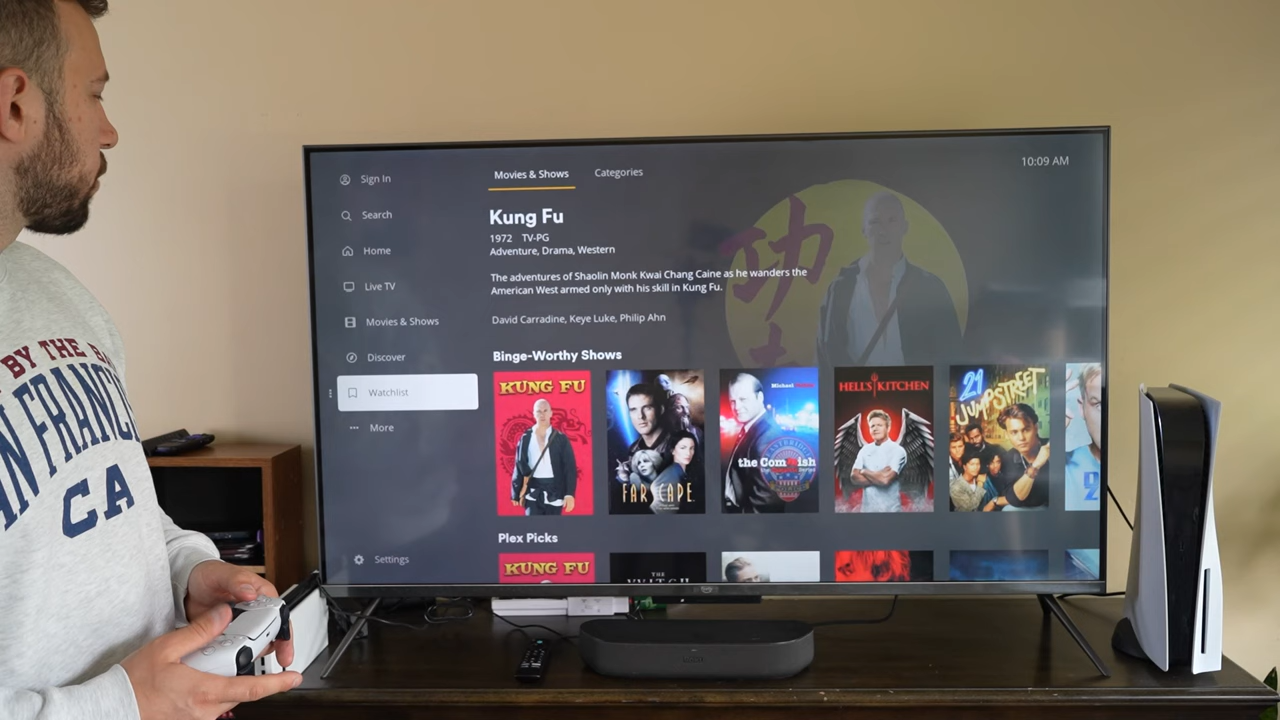 10:09 AM
Sign In
Search
Home
Live TV
Movies & Shows
Discover
Watchlist
More
Settings
Movies & Shows
Categories
Kung Fu
1972 TV-PG
Adventure, Drama, Western
The adventures of Shaolin Monk Kwai Chang Caine as he wanders the
American West armed only with his skill in Kung Fu.
David Carradine, Keye Luke, Philip Ahn
功
Binge-Worthy Shows
KUNG FU
FARSCAPE
Michael
the Commish
HELL'S KITCHEN
21
JUMP STREET
Plex Picks
KUNG FU
THE
BY THE
AN FRANCI
CA